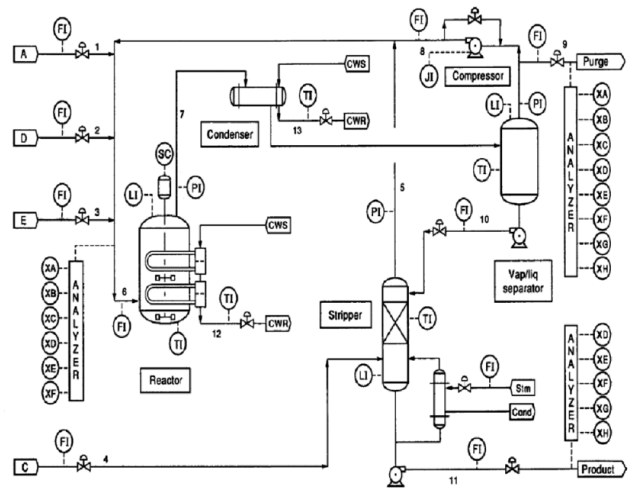 FI
8
JI
Compressor
FI
9
Purge
A
FI
1
CWS
TI
CWR
13
Condenser
7
LI
PI
XA
XB
XC
XD
XE
XF
XG
XH
ANALYZER
D
FI
2
SC
TI
5
E
FI
3
LI
PI
PI
FI
10
Vap/liq
separator
CWS
XA
XB
XC
XD
XE
XF
ANALYZER
6
FI
TI
12
CWR
TI
Reactor
Stripper
TI
LI
FI
Stm
Cond
XD
XE
XF
XG
XH
ANALYZER
C
FI
4
FI
11
Product